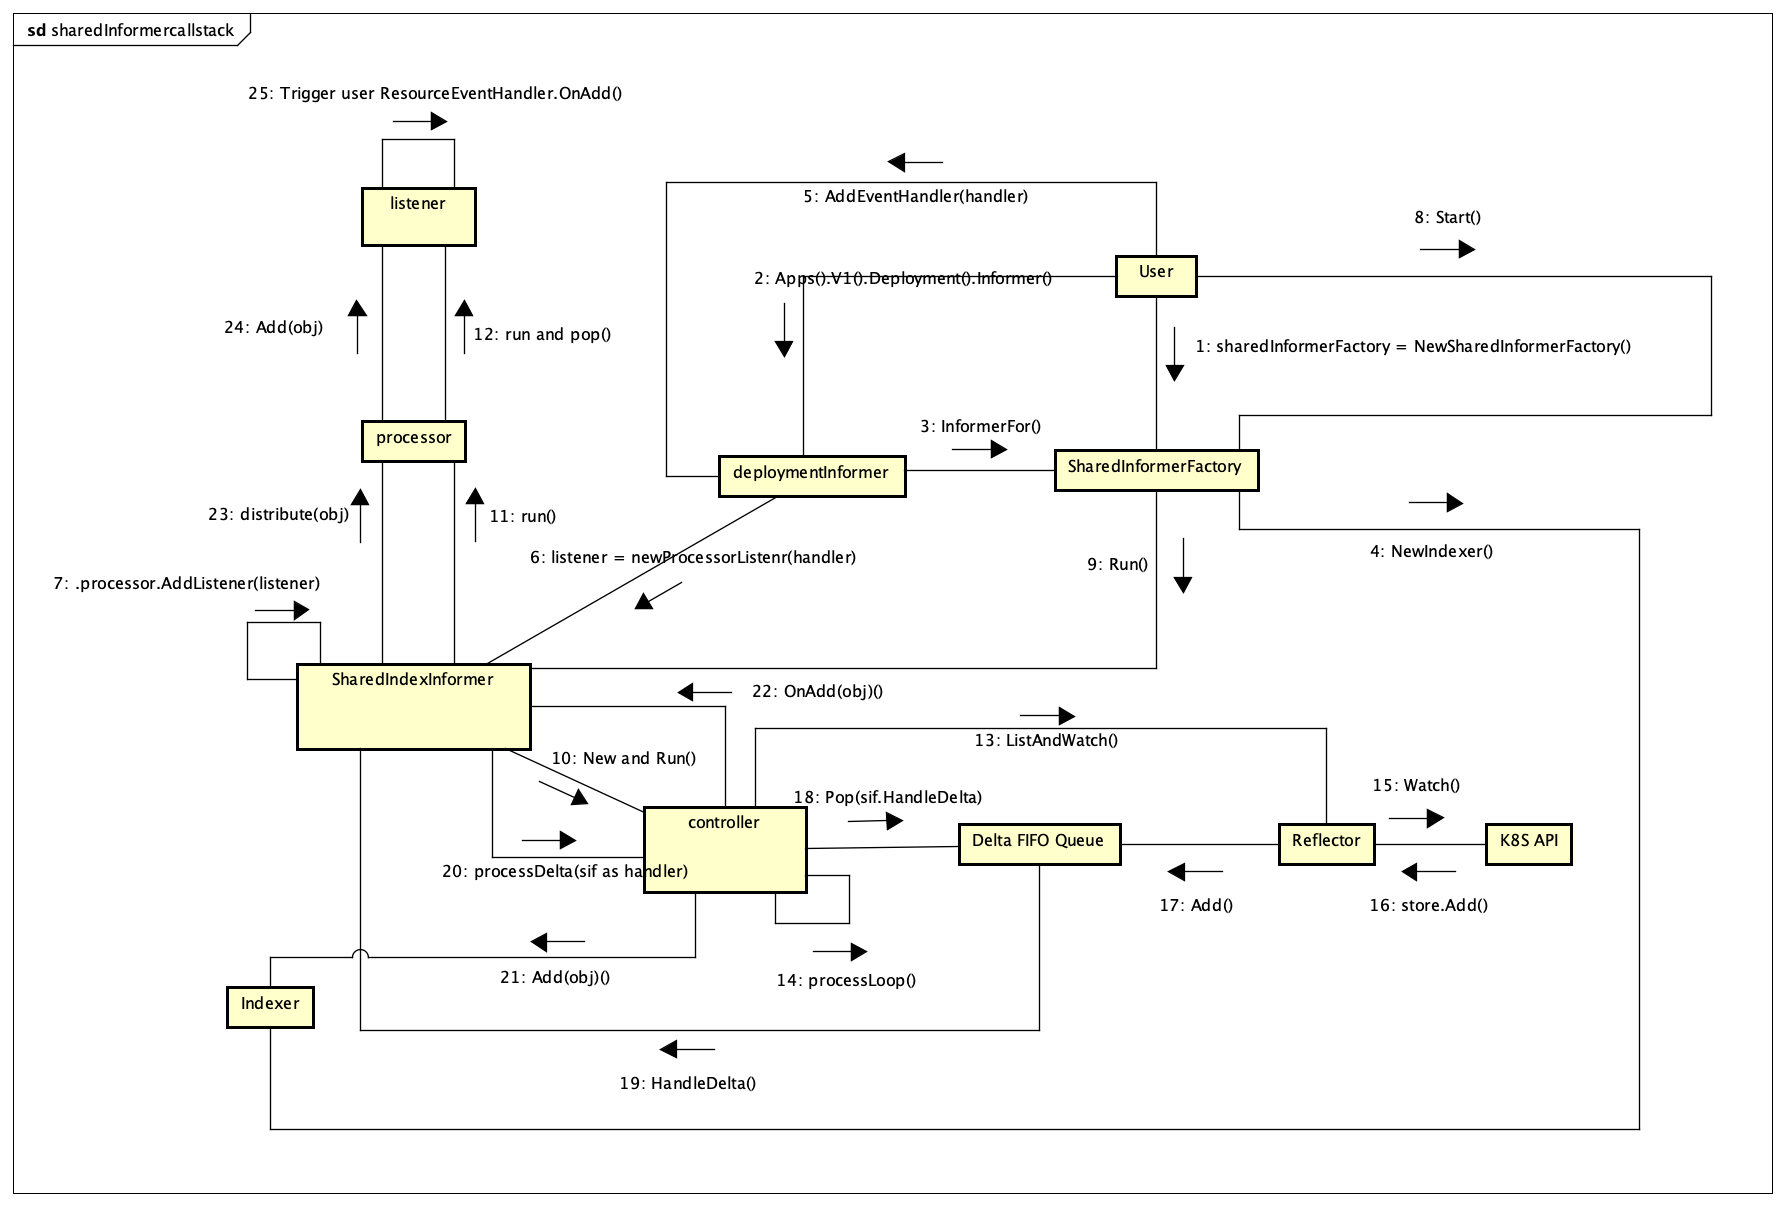 sd sharedInformercallstack
25: Trigger user ResourceEventHandler.OnAdd()
listener
5: AddEventHandler(handler)
8: Start()
User
2: Apps().V1().Deployment().Informer()
24: Add(obj)
12: run and pop()
1: sharedInformerFactory = NewSharedInformerFactory()
processor
3: InformerFor()
deploymentInformer
SharedInformerFactory
23: distribute(obj)
11: run()
6: listener = newProcessorListenr(handler)
9: Run()
4: NewIndexer()
7: .processor.AddListener(listener)
SharedIndexInformer
22: OnAdd(obj)()
13: ListAndWatch()
10: New and Run()
15: Watch()
18: Pop(sif.HandleDelta)
controller
Delta FIFO Queue
Reflector
K8S API
20: processDelta(sif as handler)
17: Add()
16: store.Add()
21: Add(obj)()
14: processLoop()
Indexer
19: HandleDelta()